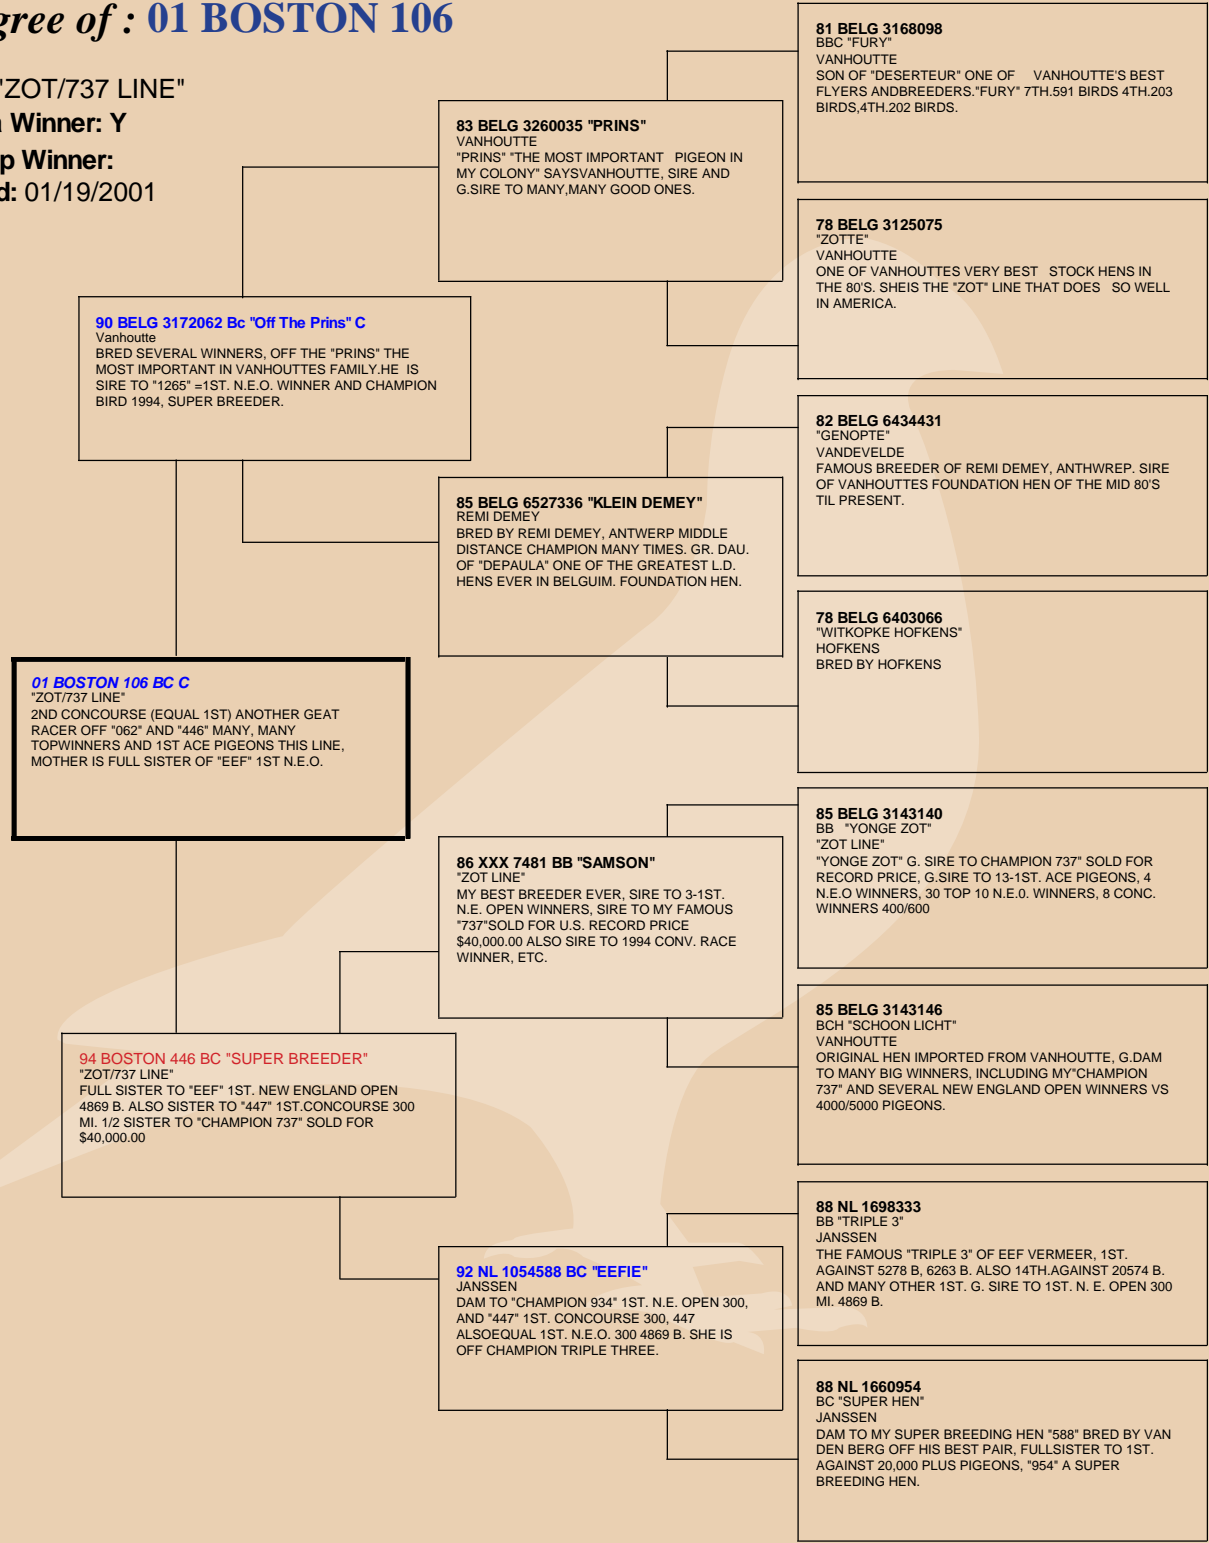 gree of : 01 BOSTON 106
"ZOT/737 LINE"
Winner: Y
p Winner:
d: 01/19/2001
81 BELG 3168098
BBC "FURY"
VANHOUTTE
SON OF "DESERTEUR" ONE OF VANHOUTTE'S BEST
FLYERS ANDBREEDERS."FURY" 7TH.591 BIRDS 4TH.203
BIRDS,4TH.202 BIRDS.
83 BELG 3260035 "PRINS"
VANHOUTTE
"PRINS" "THE MOST IMPORTANT PIGEON IN
MY COLONY" SAYSVANHOUTTE, SIRE AND
G.SIRE TO MANY,MANY GOOD ONES.
78 BELG 3125075
"ZOTTE"
VANHOUTTE
ONE OF VANHOUTTES VERY BEST STOCK HENS IN
THE 80'S. SHEIS THE "ZOT" LINE THAT DOES SO WELL
IN AMERICA.
90 BELG 3172062 Bc "Off The Prins" C
Vanhoutte
BRED SEVERAL WINNERS, OFF THE "PRINS" THE
MOST IMPORTANT IN VANHOUTTES FAMILY.HE IS
SIRE TO "1265" =1ST. N.E.O. WINNER AND CHAMPION
BIRD 1994, SUPER BREEDER.
82 BELG 6434431
"GENOPTE"
VANDEVELDE
FAMOUS BREEDER OF REMI DEMEY, ANTHWREP. SIRE
OF VANHOUTTES FOUNDATION HEN OF THE MID 80'S
TIL PRESENT.
85 BELG 6527336 "KLEIN DEMEY"
REMI DEMEY
BRED BY REMI DEMEY, ANTWERP MIDDLE
DISTANCE CHAMPION MANY TIMES. GR. DAU.
OF "DEPAULA" ONE OF THE GREATEST L.D.
HENS EVER IN BELGUIM. FOUNDATION HEN.
78 BELG 6403066
"WITKOPKE HOFKENS"
HOFKENS
BRED BY HOFKENS
01 BOSTON 106 BC C
"ZOT/737 LINE"
2ND CONCOURSE (EQUAL 1ST) ANOTHER GEAT
RACER OFF "062" AND "446" MANY, MANY
TOPWINNERS AND 1ST ACE PIGEONS THIS LINE,
MOTHER IS FULL SISTER OF "EEF" 1ST N.E.O.
85 BELG 3143140
BB "YONGE ZOT"
"ZOT LINE"
"YONGE ZOT" G. SIRE TO CHAMPION 737" SOLD FOR
RECORD PRICE, G.SIRE TO 13-1ST. ACE PIGEONS, 4
N.E.O WINNERS, 30 TOP 10 N.E.0. WINNERS, 8 CONC.
WINNERS 400/600
86 XXX 7481 BB "SAMSON"
"ZOT LINE"
MY BEST BREEDER EVER, SIRE TO 3-1ST.
N.E. OPEN WINNERS, SIRE TO MY FAMOUS
"737"SOLD FOR U.S. RECORD PRICE
$40,000.00 ALSO SIRE TO 1994 CONV. RACE
WINNER, ETC.
85 BELG 3143146
BCH "SCHOON LICHT"
VANHOUTTE
ORIGINAL HEN IMPORTED FROM VANHOUTTE, G.DAM
TO MANY BIG WINNERS, INCLUDING MY"CHAMPION
737" AND SEVERAL NEW ENGLAND OPEN WINNERS VS
4000/5000 PIGEONS.
94 BOSTON 446 BC "SUPER BREEDER"
"ZOT/737 LINE"
FULL SISTER TO "EEF" 1ST. NEW ENGLAND OPEN
4869 B. ALSO SISTER TO "447" 1ST.CONCOURSE 300
MI. 1/2 SISTER TO "CHAMPION 737" SOLD FOR
$40,000.00
88 NL 1698333
BB "TRIPLE 3"
JANSSEN
THE FAMOUS "TRIPLE 3" OF EEF VERMEER, 1ST.
AGAINST 5278 B, 6263 B. ALSO 14TH.AGAINST 20574 B.
AND MANY OTHER 1ST. G. SIRE TO 1ST. N. E. OPEN 300
MI. 4869 B.
92 NL 1054588 BC "EEFIE"
JANSSEN
DAM TO "CHAMPION 934" 1ST. N.E. OPEN 300,
AND "447" 1ST. CONCOURSE 300, 447
ALSOEQUAL 1ST. N.E.O. 300 4869 B. SHE IS
OFF CHAMPION TRIPLE THREE.
88 NL 1660954
BC "SUPER HEN"
JANSSEN
DAM TO MY SUPER BREEDING HEN "588" BRED BY VAN
DEN BERG OFF HIS BEST PAIR, FULLSISTER TO 1ST.
AGAINST 20,000 PLUS PIGEONS, "954" A SUPER
BREEDING HEN.